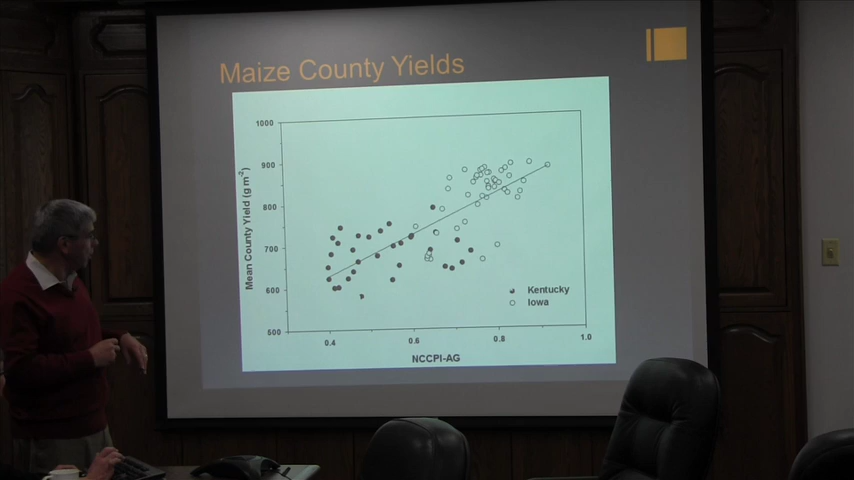 Maize County Yields
1000
900
800
700
600
500
Mean County Yield (g m-2)
0.4
0.6
0.8
1.0
NCCPI-AG
Kentucky
Iowa